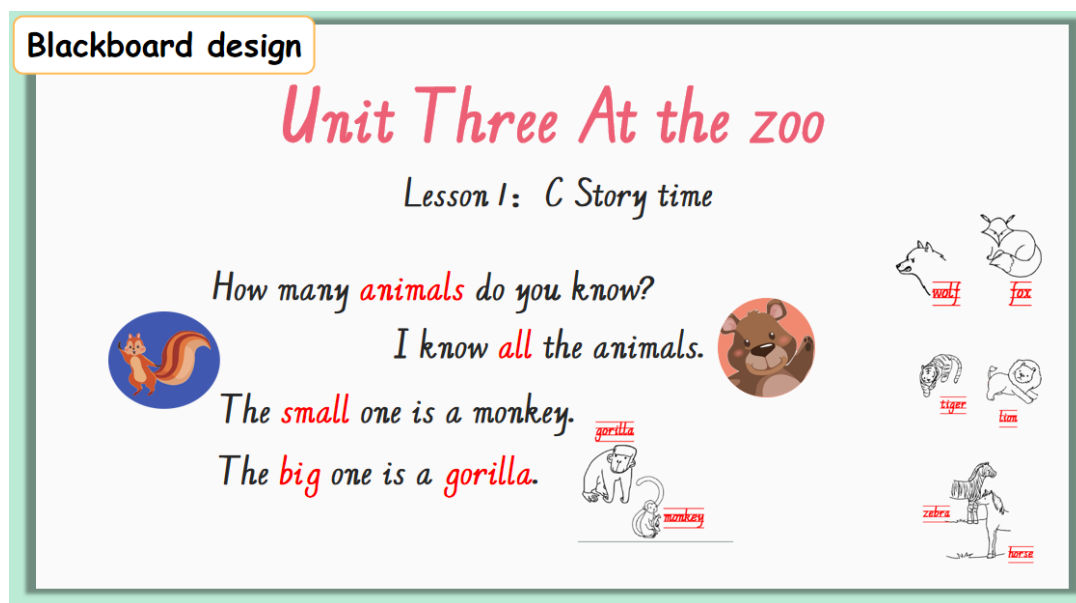 Blackboard design
Unit Three At the zoo
Lesson 1: C Story time
How many animals do you know?
I know all the animals.
The small one is a monkey.
The big one is a gorilla.
gorilla
monkey
wolf
fox
tiger
lion
zebra
horse